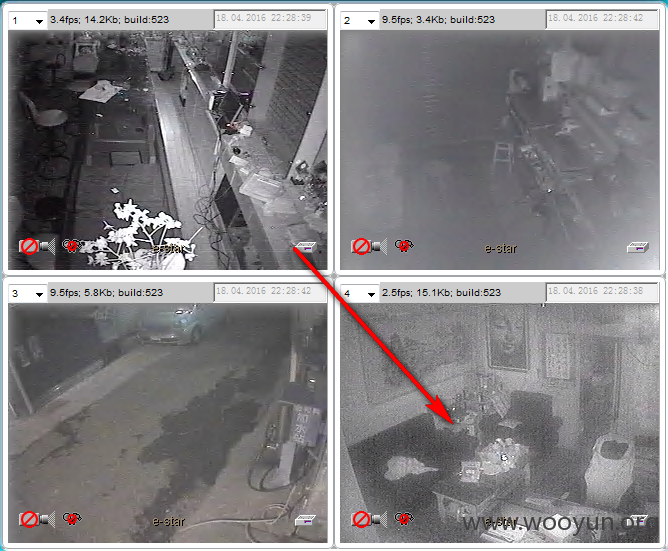 1 3.4fps; 14.2Kb; build:523 18.04.2016 22:28:39
2 9.5fps; 3.4Kb; build:523 18.04.2016 22:28:42
e-star
e-star
3 9.5fps; 5.8Kb; build:523 18.04.2016 22:28:42
4 2.5fps; 15.1Kb; build:523 18.04.2016 22:28:38
加水站
e-star
e-star
www.wooyun.org